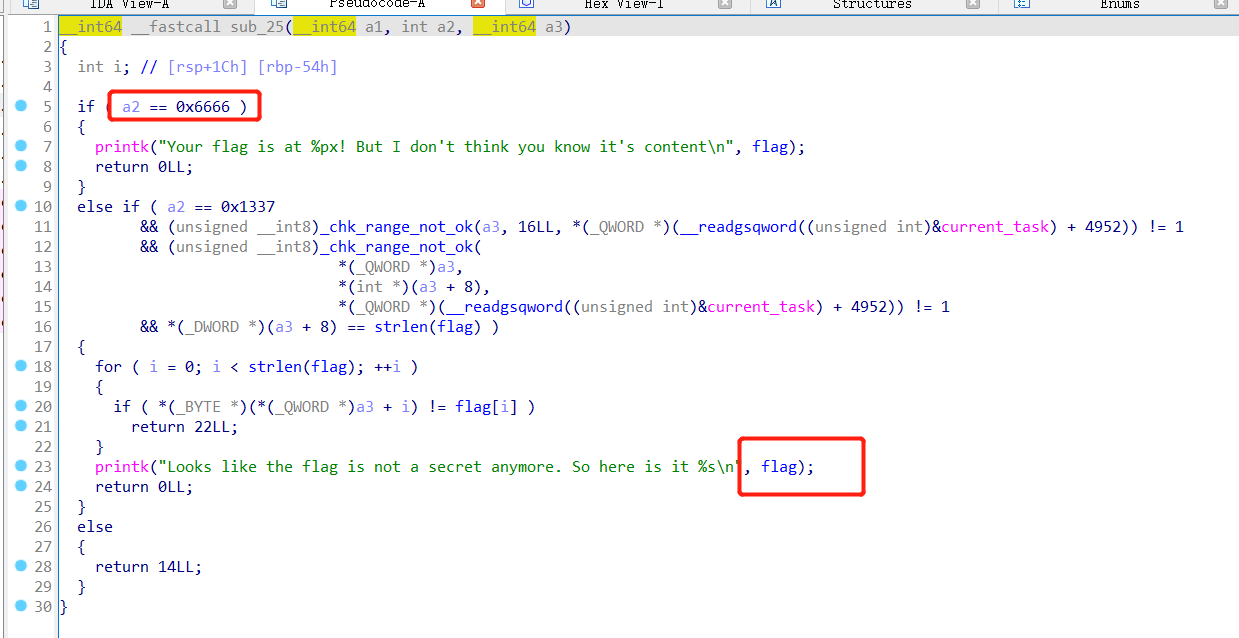 IDA View-A Pseudocode-A Hex View-1 Structures Enums
1 __int64 __fastcall sub_25(__int64 a1, int a2, __int64 a3)
2 {
3 int i; // [rsp+1Ch] [rbp-54h]
4
5 if ( a2 == 0x6666 )
6 {
7 printk("Your flag is at %px! But I don't think you know it's content\n", flag);
8 return 0LL;
9 }
10 else if ( a2 == 0x1337
11 && (unsigned __int8)_chk_range_not_ok(a3, 16LL, *(_QWORD *)(__readgsqword((unsigned int)&current_task) + 4952)) != 1
12 && (unsigned __int8)_chk_range_not_ok(
13 *(_QWORD *)a3,
14 *(int *)(a3 + 8),
15 *(_QWORD *)(__readgsqword((unsigned int)&current_task) + 4952)) != 1
16 && *(_DWORD *)(a3 + 8) == strlen(flag) )
17 {
18 for ( i = 0; i < strlen(flag); ++i )
19 {
20 if ( *(_BYTE *)(*(_QWORD *)a3 + i) != flag[i] )
21 return 22LL;
22 }
23 printk("Looks like the flag is not a secret anymore. So here is it %s\n", flag);
24 return 0LL;
25 }
26 else
27 {
28 return 14LL;
29 }
30 }